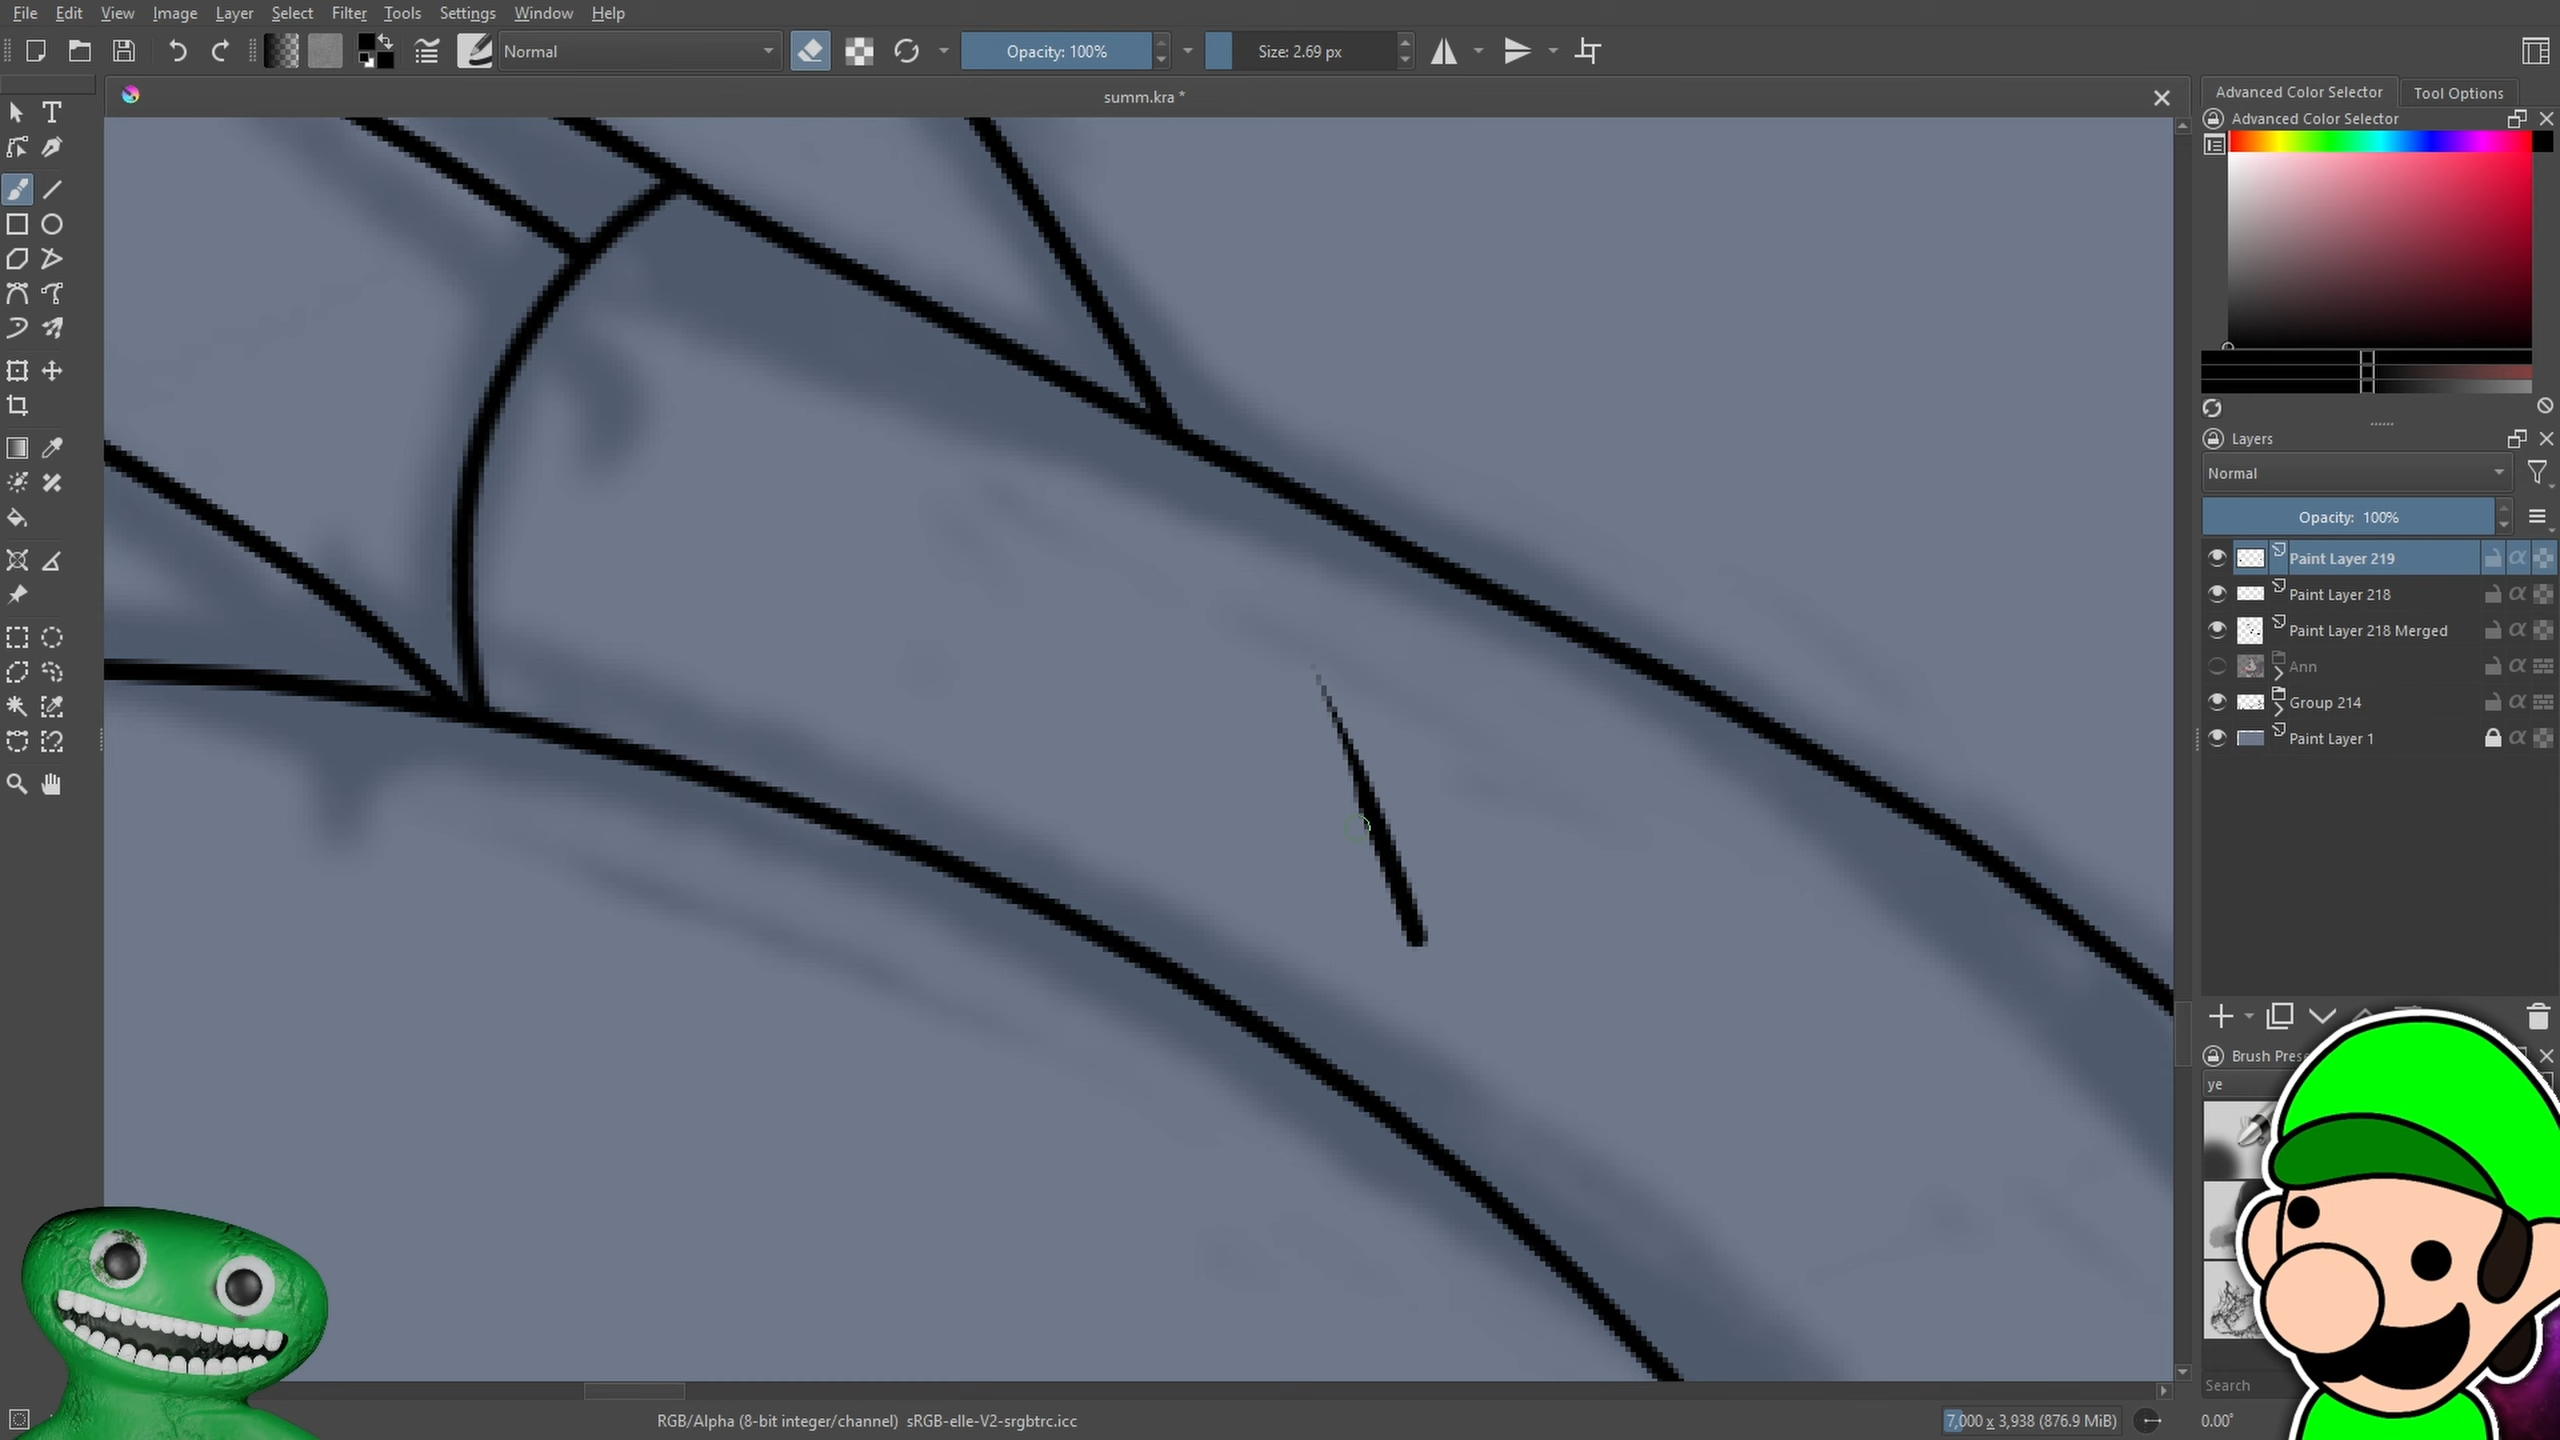 File Edit View Image Layer Select Filter Tools Settings Window Help
Normal
Opacity: 100%
Size: 2.69 px
summ.kra *
Advanced Color Selector
Tool Options
Advanced Color Selector
Layers
Normal
Opacity: 100%
Paint Layer 219
Paint Layer 218
Paint Layer 218 Merged
Ann
Group 214
Paint Layer 1
Brush Pres
ye
Search
RGB/Alpha (8-bit integer/channel) sRGB-elle-V2-srgbtrc.icc
7,000 x 3,938 (876.9 MiB)
0.00°